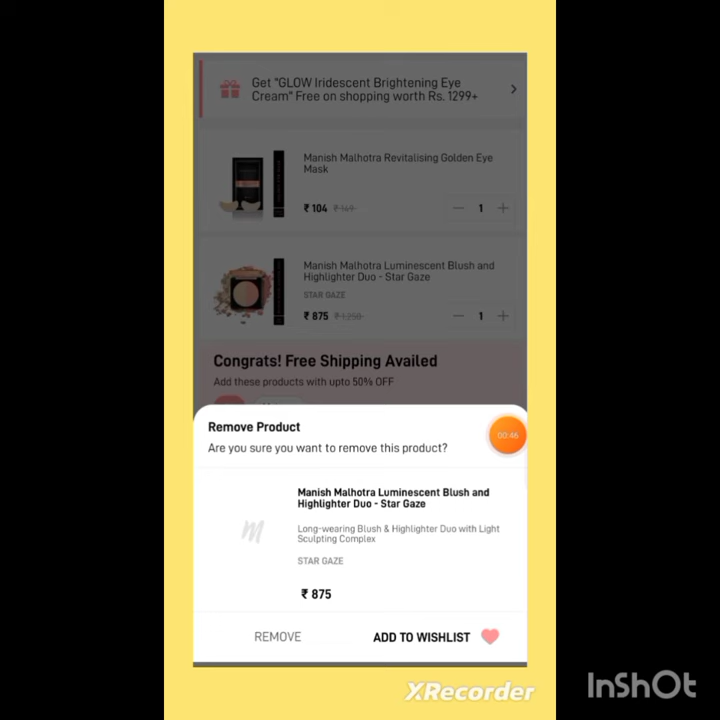 Get "GLOW Iridescent Brightening Eye
Cream" Free on shopping worth Rs. 1299+
Manish Malhotra Revitalising Golden Eye
Mask
₹ 104 ₹ 149
1
Manish Malhotra Luminescent Blush and
Highlighter Duo - Star Gaze
STAR GAZE
₹ 875 ₹ 1250
1
Congrats! Free Shipping Availed
Add these products with upto 50% OFF
Remove Product
00:46
Are you sure you want to remove this product?
Manish Malhotra Luminescent Blush and
Highlighter Duo - Star Gaze
Long-wearing Blush & Highlighter Duo with Light
Sculpting Complex
STAR GAZE
₹ 875
REMOVE ADD TO WISHLIST
XRecorder
InShOt